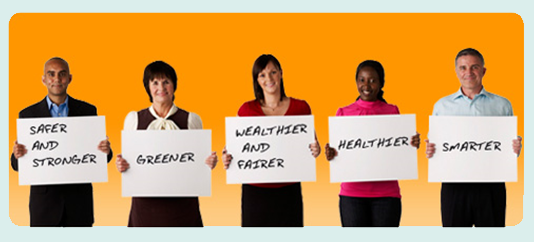 SAFER
AND
STRONGER
GREENER
WEALTHIER
AND
FAIRER
HEALTHIER
SMARTER